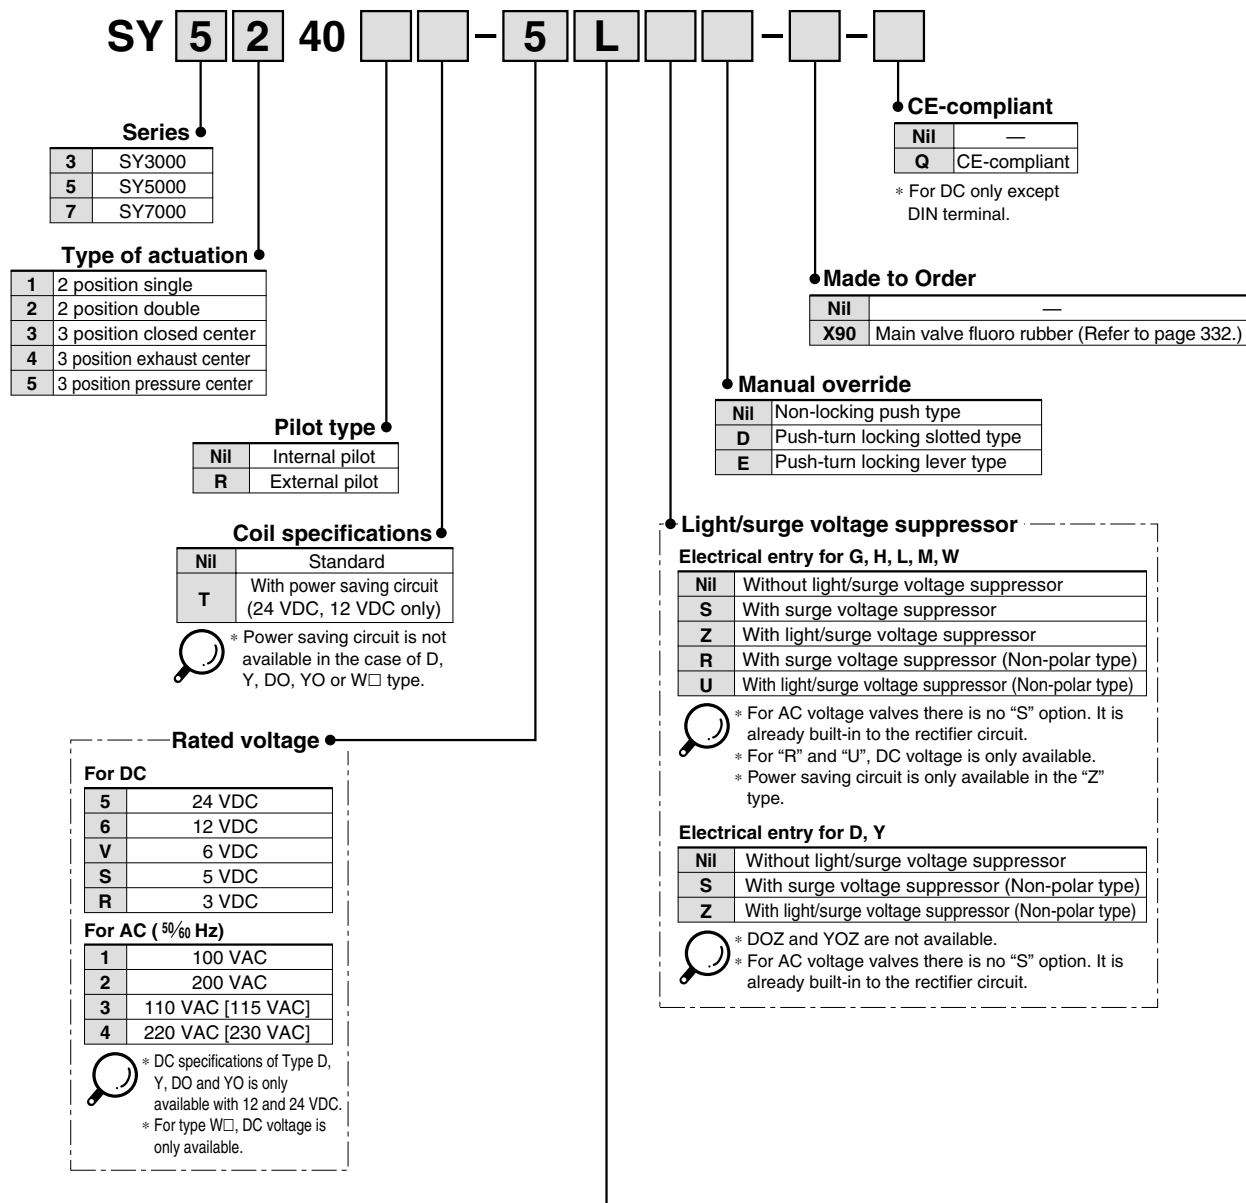 SY 5 2 40 – 5 L – –
Series
3 SY3000
5 SY5000
7 SY7000
Type of actuation
1 2 position single
2 2 position double
3 3 position closed center
4 3 position exhaust center
5 3 position pressure center
Pilot type
Nil Internal pilot
R External pilot
Coil specifications
Nil Standard
T With power saving circuit
(24 VDC, 12 VDC only)
* Power saving circuit is not
available in the case of D,
Y, DO, YO or W□ type.
Rated voltage
For DC
5 24 VDC
6 12 VDC
V 6 VDC
S 5 VDC
R 3 VDC
For AC (50/60 Hz)
1 100 VAC
2 200 VAC
3 110 VAC [115 VAC]
4 220 VAC [230 VAC]
* DC specifications of Type D,
Y, DO and YO is only
available with 12 and 24 VDC.
* For type W□, DC voltage is
only available.
CE-compliant
Nil —
Q CE-compliant
* For DC only except
DIN terminal.
Made to Order
Nil —
X90 Main valve fluoro rubber (Refer to page 332.)
Manual override
Nil Non-locking push type
D Push-turn locking slotted type
E Push-turn locking lever type
Light/surge voltage suppressor
Electrical entry for G, H, L, M, W
Nil Without light/surge voltage suppressor
S With surge voltage suppressor
Z With light/surge voltage suppressor
R With surge voltage suppressor (Non-polar type)
U With light/surge voltage suppressor (Non-polar type)
* For AC voltage valves there is no “S” option. It is
already built-in to the rectifier circuit.
* For “R” and “U”, DC voltage is only available.
* Power saving circuit is only available in the “Z”
type.
Electrical entry for D, Y
Nil Without light/surge voltage suppressor
S With surge voltage suppressor (Non-polar type)
Z With light/surge voltage suppressor (Non-polar type)
* DOZ and YOZ are not available.
* For AC voltage valves there is no “S” option. It is
already built-in to the rectifier circuit.